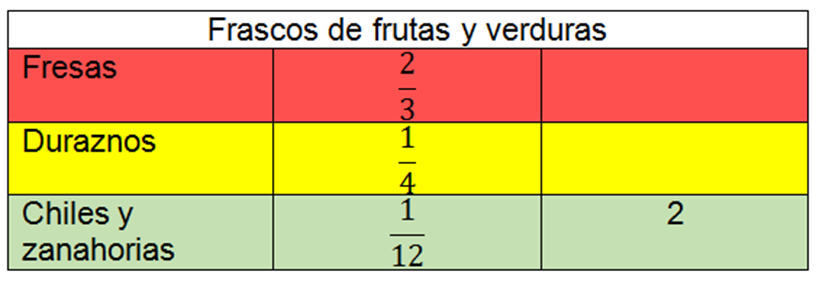 Frascos de frutas y verduras
Fresas 2/3
Duraznos 1/4
Chiles y zanahorias 1/12 2